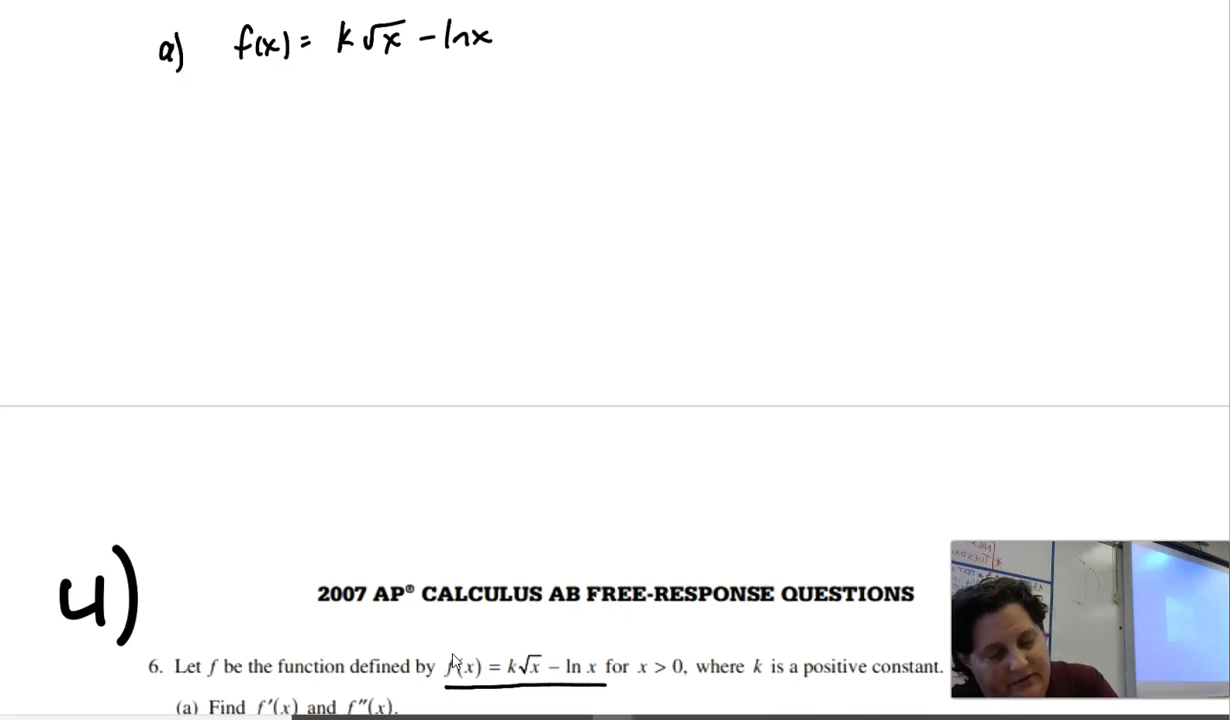 a) f(x) = k√x - lnx
4)
2007 AP® CALCULUS AB FREE-RESPONSE QUESTIONS
6. Let f be the function defined by f(x) = k√x − ln x for x > 0, where k is a positive constant.
(a) Find f′(x) and f″(x).